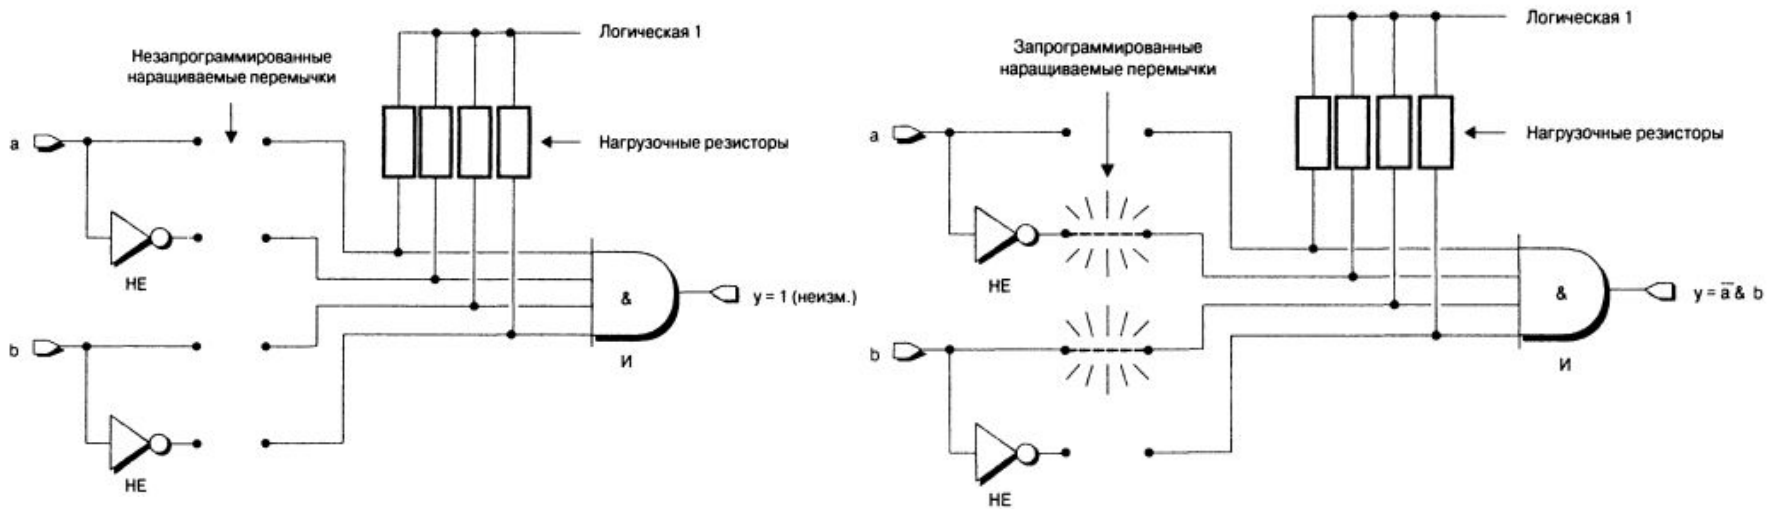 Логическая 1
Незапрограммированные
наращиваемые перемычки
a
Нагрузочные резисторы
НЕ
&
y = 1 (неизм.)
b
И
НЕ
Логическая 1
Запрограммированные
наращиваемые перемычки
a
Нагрузочные резисторы
НЕ
&
y = a̅ & b
b
И
НЕ